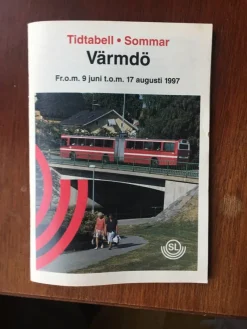 Tidtabell • Sommar
Värmdö
Fr.o.m. 9 juni t.o.m. 17 augusti 1997
SL